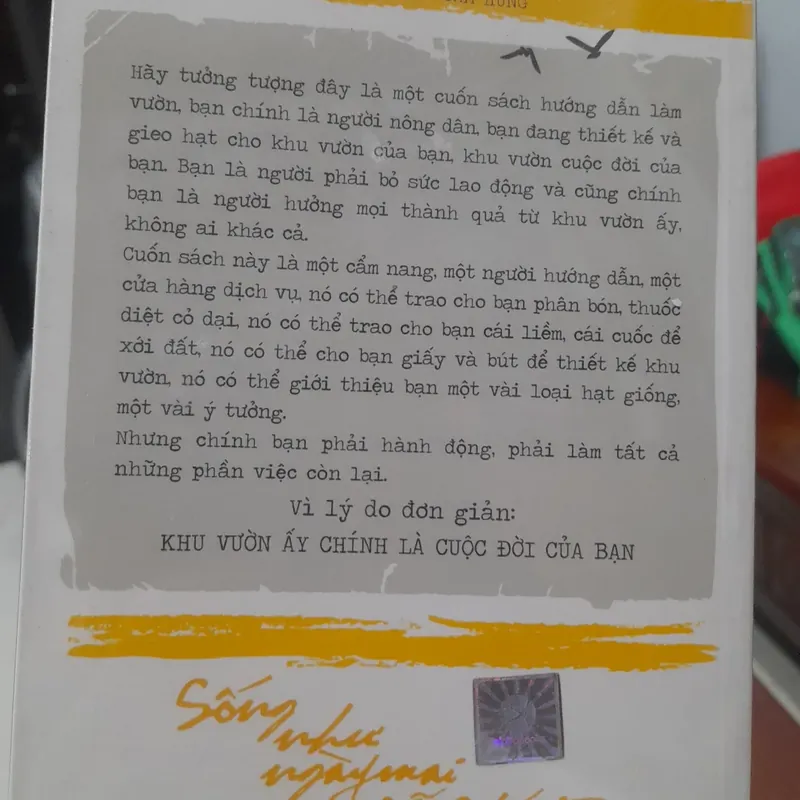 HÙNG
Hãy tưởng tượng đây là một cuốn sách hướng dẫn làm
vườn, bạn chính là người nông dân, bạn đang thiết kế và
gieo hạt cho khu vườn của bạn, khu vườn cuộc đời của
bạn. Bạn là người phải bỏ sức lao động và cũng chính
bạn là người hưởng mọi thành quả từ khu vườn ấy,
không ai khác cả.
Cuốn sách này là một cẩm nang, một người hướng dẫn, một
cửa hàng dịch vụ, nó có thể trao cho bạn phân bón, thuốc
diệt cỏ dại, nó có thể trao cho bạn cái liềm, cái cuốc để
xới đất, nó có thể cho bạn giấy và bút để thiết kế khu
vườn, nó có thể giới thiệu bạn một vài loại hạt giống,
một vài ý tưởng.
Nhưng chính bạn phải hành động, phải làm tất cả
những phần việc còn lại.
Vì lý do đơn giản:
KHU VƯỜN ẤY CHÍNH LÀ CUỘC ĐỜI CỦA BẠN
Sống
như
ngày mai